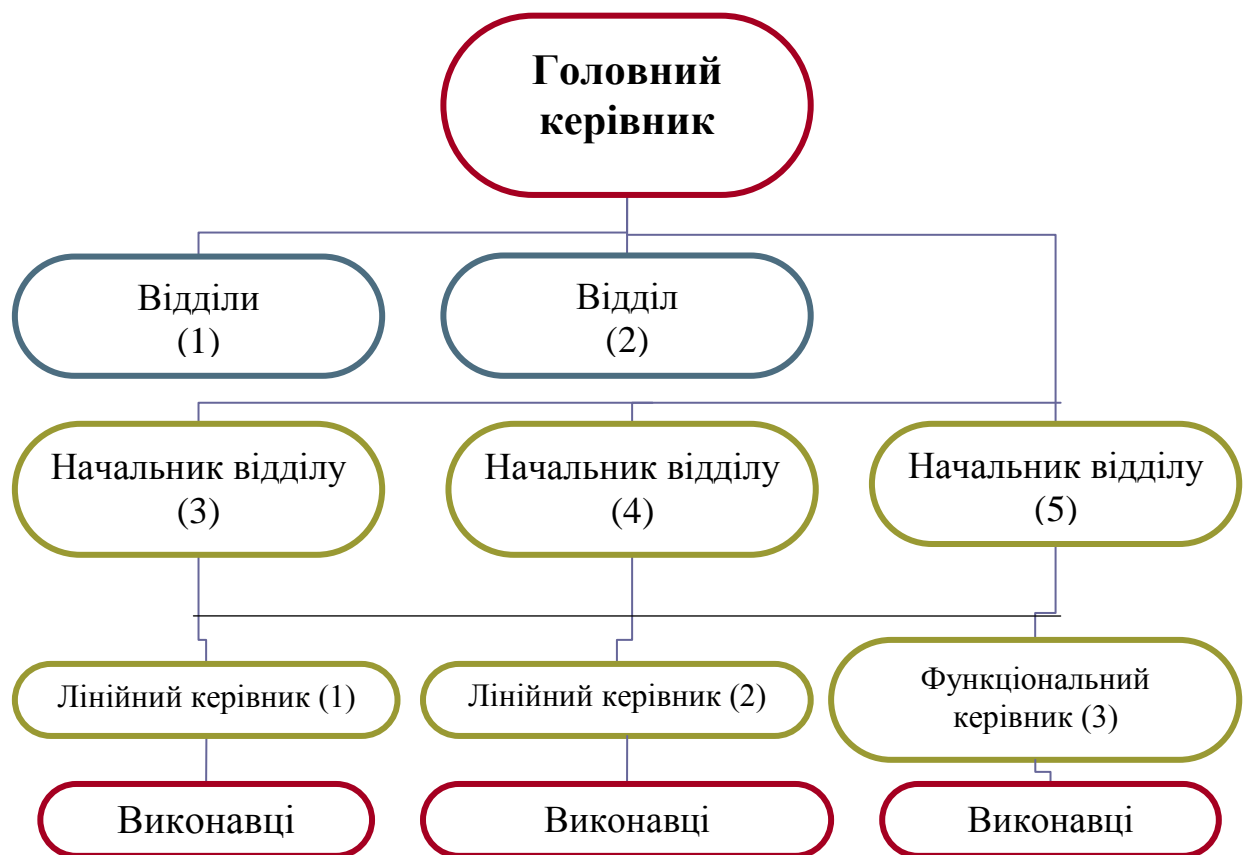 Головний
керівник
Відділи
(1)
Відділ
(2)
Начальник відділу
(3)
Начальник відділу
(4)
Начальник відділу
(5)
Лінійний керівник (1)
Лінійний керівник (2)
Функціональний
керівник (3)
Виконавці
Виконавці
Виконавці